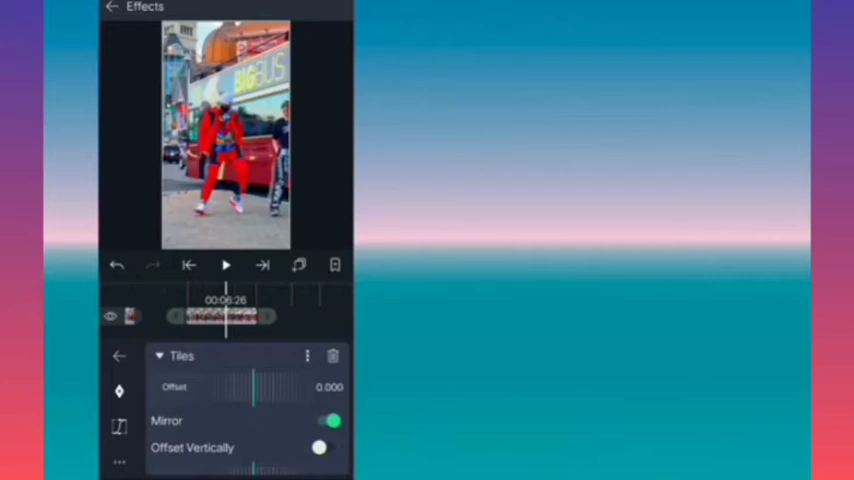 Effects
BIGBUS
00:06:26
Tiles
Offset 0.000
Mirror
Offset Vertically